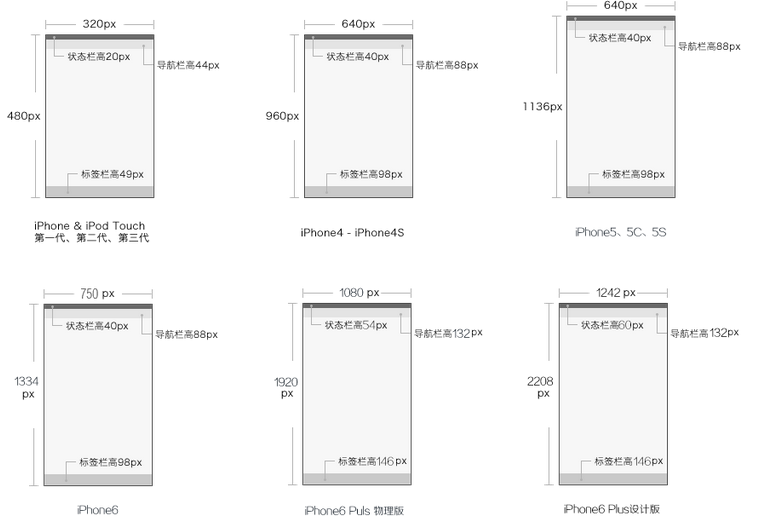 320px
状态栏高20px
导航栏高44px
480px
标签栏高49px
iPhone & iPod Touch
第一代、第二代、第三代
640px
状态栏高40px
导航栏高88px
960px
标签栏高98px
iPhone4 - iPhone4S
640px
状态栏高40px
导航栏高88px
1136px
标签栏高98px
iPhone5、5C、5S
750 px
状态栏高40px
导航栏高88px
1334
px
标签栏高98px
iPhone6
1080 px
状态栏高54px
导航栏高132px
1920
px
标签栏高146px
iPhone6 Puls 物理版
1242 px
状态栏高60px
导航栏高132px
2208
px
标签栏高146px
iPhone6 Plus设计版